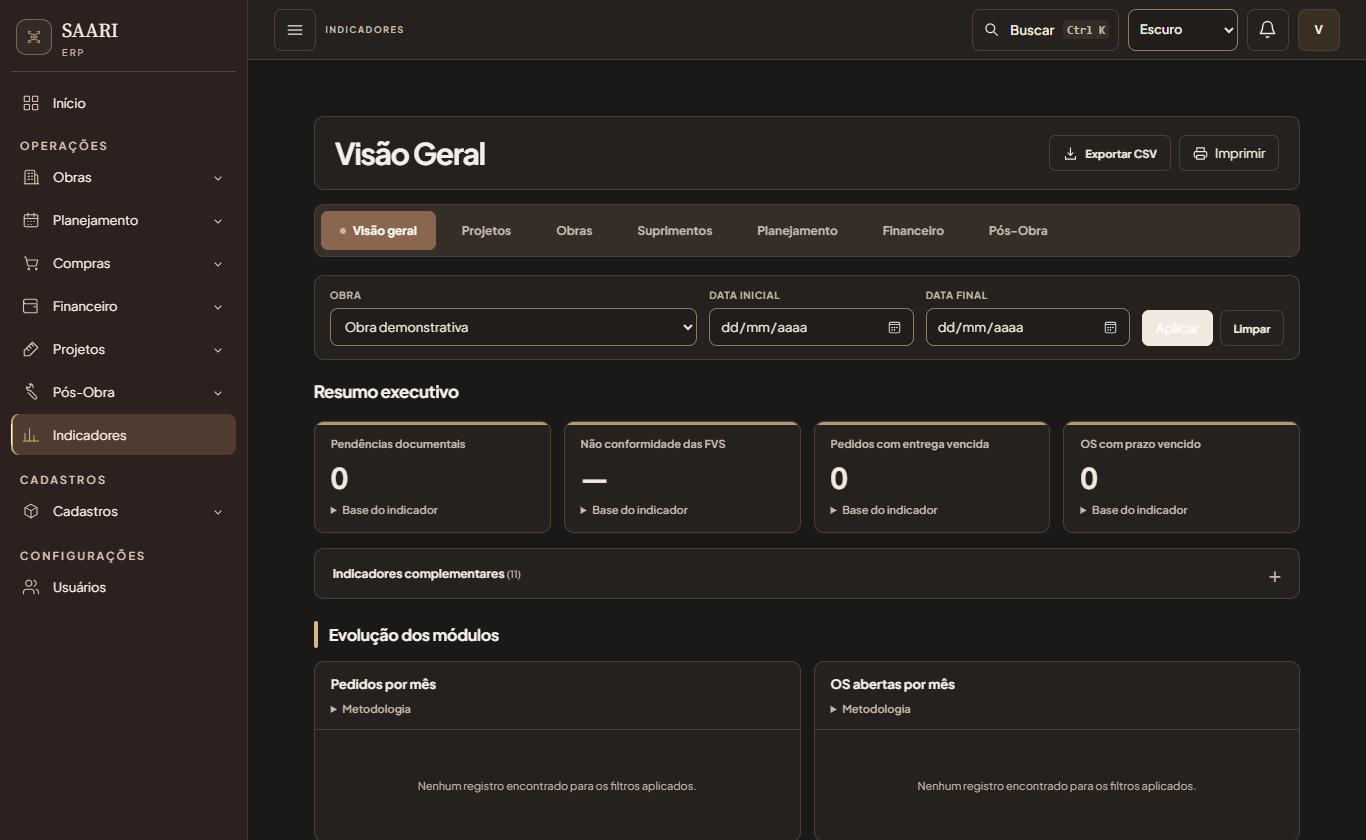 SAARI
ERP
INDICADORES
Buscar Ctrl K
Escuro
V
Início
OPERAÇÕES
Obras
Planejamento
Compras
Financeiro
Projetos
Pós-Obra
Indicadores
CADASTROS
Cadastros
CONFIGURAÇÕES
Usuários
Visão Geral
Exportar CSV
Imprimir
Visão geral
Projetos
Obras
Suprimentos
Planejamento
Financeiro
Pós-Obra
OBRA
Obra demonstrativa
DATA INICIAL
dd/mm/aaaa
DATA FINAL
dd/mm/aaaa
Aplicar
Limpar
Resumo executivo
Pendências documentais
0
Base do indicador
Não conformidade das FVS
—
Base do indicador
Pedidos com entrega vencida
0
Base do indicador
OS com prazo vencido
0
Base do indicador
Indicadores complementares (11)
Evolução dos módulos
Pedidos por mês
Metodologia
Nenhum registro encontrado para os filtros aplicados.
OS abertas por mês
Metodologia
Nenhum registro encontrado para os filtros aplicados.